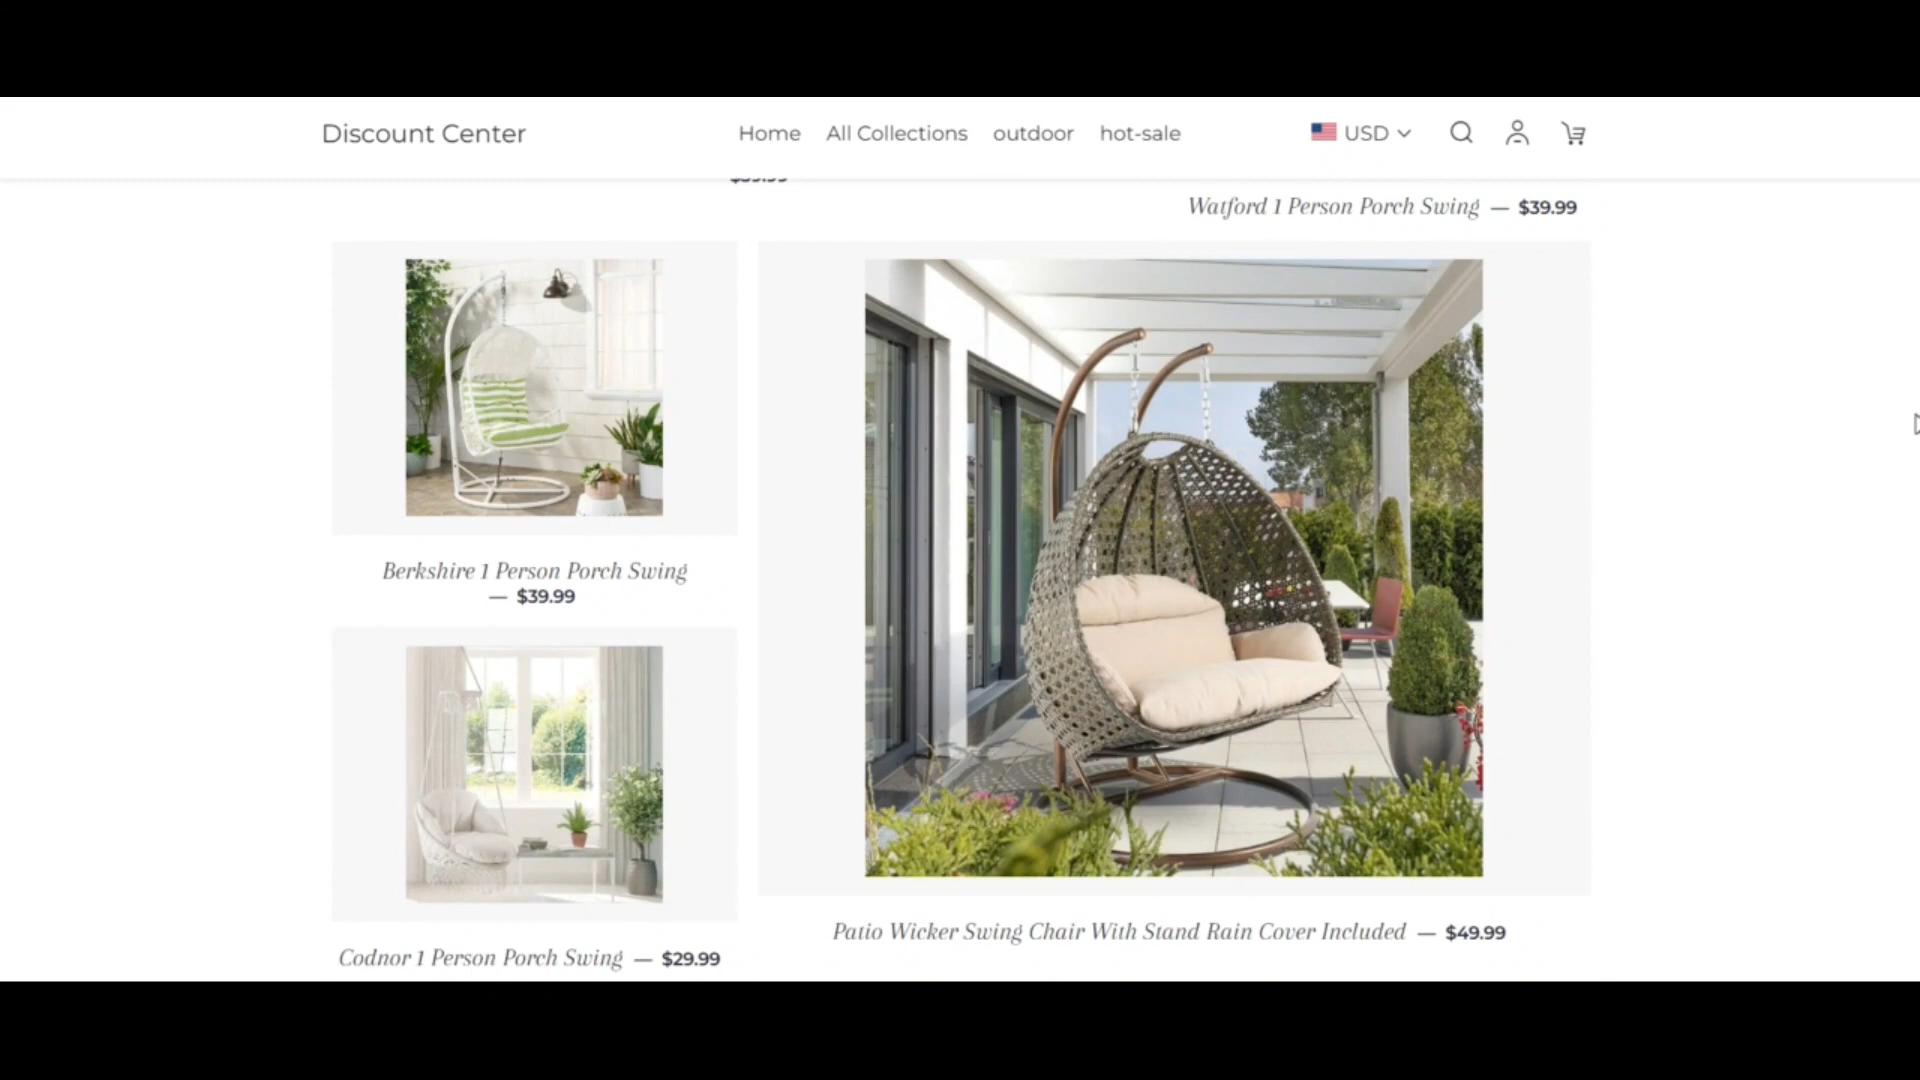 Discount Center
Home
All Collections
outdoor
hot-sale
USD
Watford 1 Person Porch Swing — $39.99
Berkshire 1 Person Porch Swing
— $39.99
Codnor 1 Person Porch Swing — $29.99
Patio Wicker Swing Chair With Stand Rain Cover Included — $49.99